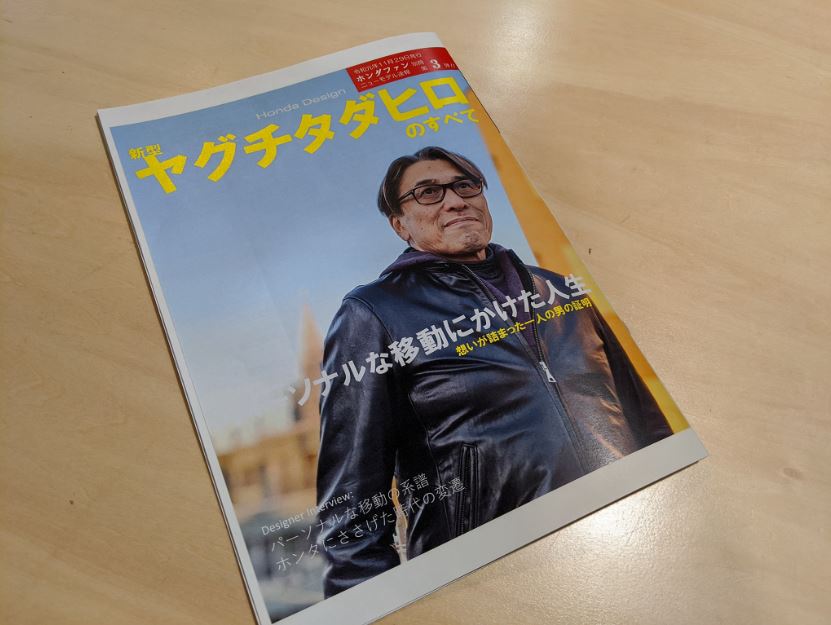 令和元年11月29日発行
ホンダファン 別冊
ニューモデル速報
第3弾
Honda Design
新型
ヤグチタダヒロ
のすべて
パーソナルな移動にかけた人生
想いが詰まった一人の男の証明
Designer Interview:
パーソナルな移動の系譜
ホンダにささげた時代の変遷